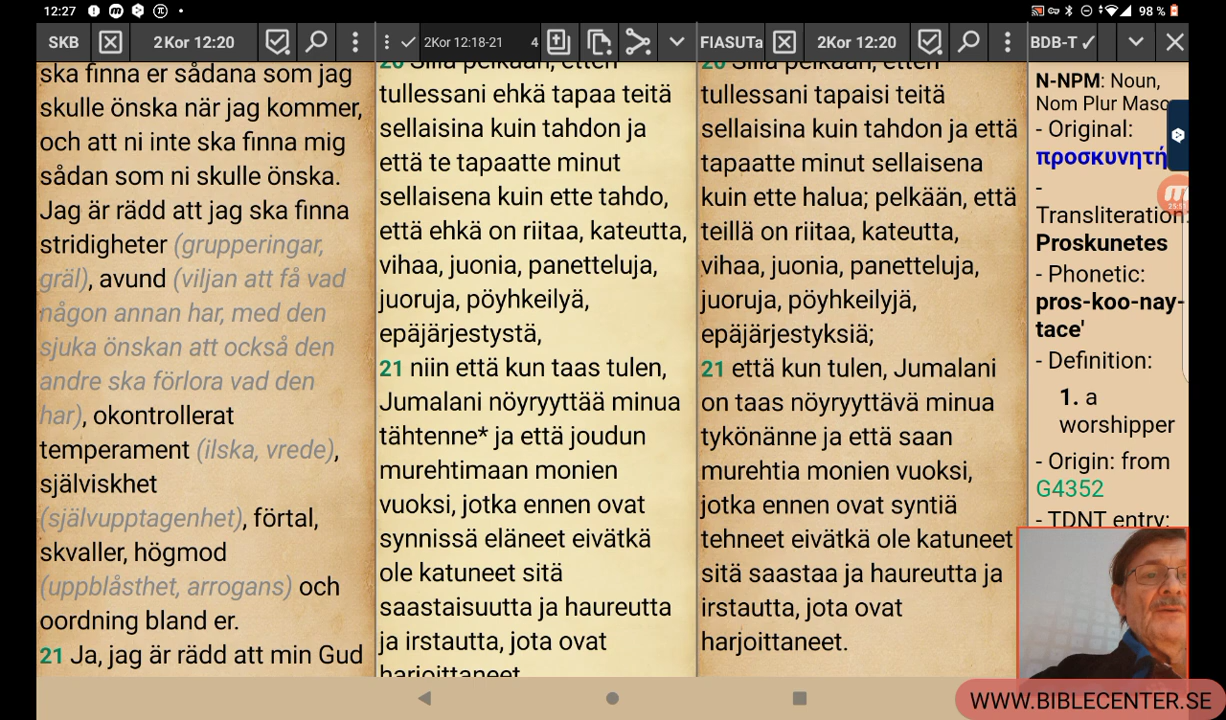 12:27
98 %
SKB
2Kor 12:20
2Kor 12:18-21
4
FIASUTa
2Kor 12:20
BDB-T ✓
ska finna er sådana som jag
skulle önska när jag kommer,
och att ni inte ska finna mig
sådan som ni skulle önska.
Jag är rädd att jag ska finna
stridigheter (grupperingar,
gräl), avund (viljan att få vad
någon annan har, med den
sjuka önskan att också den
andre ska förlora vad den
har), okontrollerat
temperament (ilska, vrede),
själviskhet
(självupptagenhet), förtal,
skvaller, högmod
(uppblåsthet, arrogans) och
oordning bland er.
21 Ja, jag är rädd att min Gud
20 Sillä pelkään, etten
tullessani ehkä tapaa teitä
sellaisina kuin tahdon ja
että te tapaatte minut
sellaisena kuin ette tahdo,
että ehkä on riitaa, kateutta,
vihaa, juonia, panetteluja,
juoruja, pöyhkeilyä,
epäjärjestystä,
21 niin että kun taas tulen,
Jumalani nöyryyttää minua
tähtenne* ja että joudun
murehtimaan monien
vuoksi, jotka ennen ovat
synnissä eläneet eivätkä
ole katuneet sitä
saastaisuutta ja haureutta
ja irstautta, jota ovat
harjoittaneet
20 Sillä pelkään, etten
tullessani tapaisi teitä
sellaisina kuin tahdon ja että
tapaatte minut sellaisena
kuin ette halua; pelkään, että
teillä on riitaa, kateutta,
vihaa, juonia, panetteluja,
juoruja, pöyhkeilyjä,
epäjärjestyksiä;
21 että kun tulen, Jumalani
on taas nöyryyttävä minua
tykönänne ja että saan
murehtia monien vuoksi,
jotka ennen ovat syntiä
tehneet eivätkä ole katuneet
sitä saastaa ja haureutta ja
irstautta, jota ovat
harjoittaneet.
N-NPM: Noun,
Nom Plur Masc
- Original:
προσκυνητή
-
Transliteration:
Proskunetes
- Phonetic:
pros-koo-nay-
tace'
- Definition:
1. a
worshipper
- Origin: from
G4352
- TDNT entry:
WWW.BIBLECENTER.SE